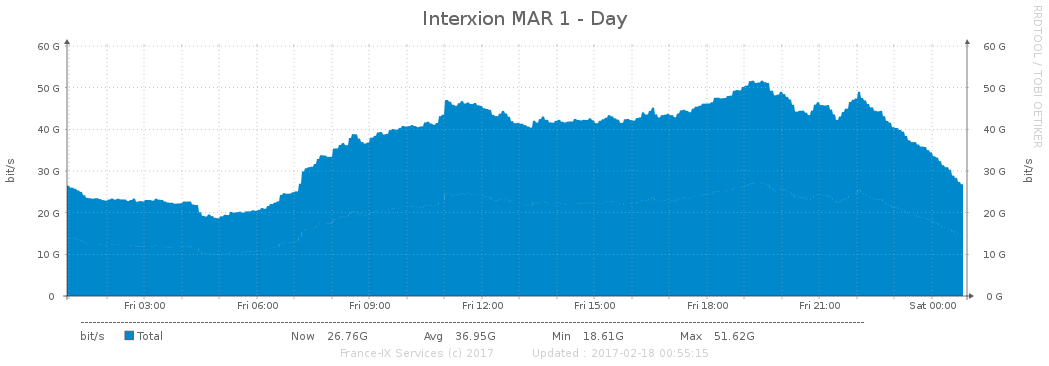 Interxion MAR 1 - Day
RRDTOOL / TOBI OETIKER
60 G 60 G
50 G 50 G
40 G 40 G
30 G 30 G
20 G 20 G
10 G 10 G
0 0 G
bit/s bit/s
Fri 03:00 Fri 06:00 Fri 09:00 Fri 12:00 Fri 15:00 Fri 18:00 Fri 21:00 Sat 00:00
bit/s Total Now 26.76G Avg 36.95G Min 18.61G Max 51.62G
France-IX Services (c) 2017 Updated : 2017-02-18 00:55:15